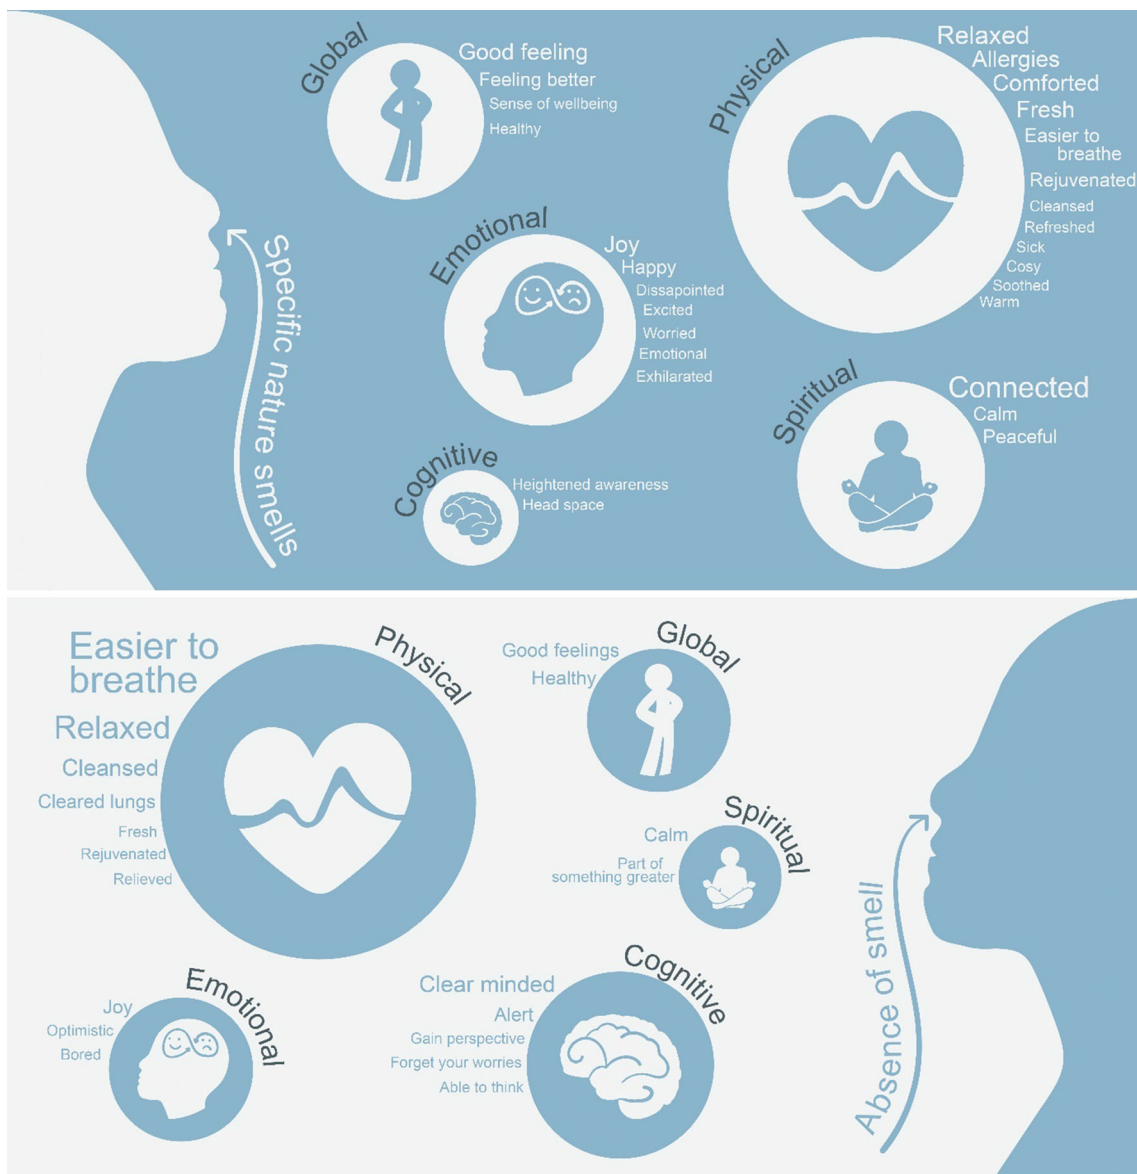 Global
Good feeling
Feeling better
Sense of wellbeing
Healthy
Physical
Relaxed
Allergies
Comforted
Fresh
Easier to
breathe
Rejuvenated
Cleansed
Refreshed
Sick
Cosy
Soothed
Warm
Emotional
Joy
Happy
Dissapointed
Excited
Worried
Emotional
Exhilarated
Specific nature smells
Spiritual
Connected
Calm
Peaceful
Cognitive
Heightened awareness
Head space
Physical
Easier to
breathe
Relaxed
Cleansed
Cleared lungs
Fresh
Rejuvenated
Relieved
Global
Good feelings
Healthy
Spiritual
Calm
Part of
something greater
Absence of smell
Emotional
Joy
Optimistic
Bored
Cognitive
Clear minded
Alert
Gain perspective
Forget your worries
Able to think